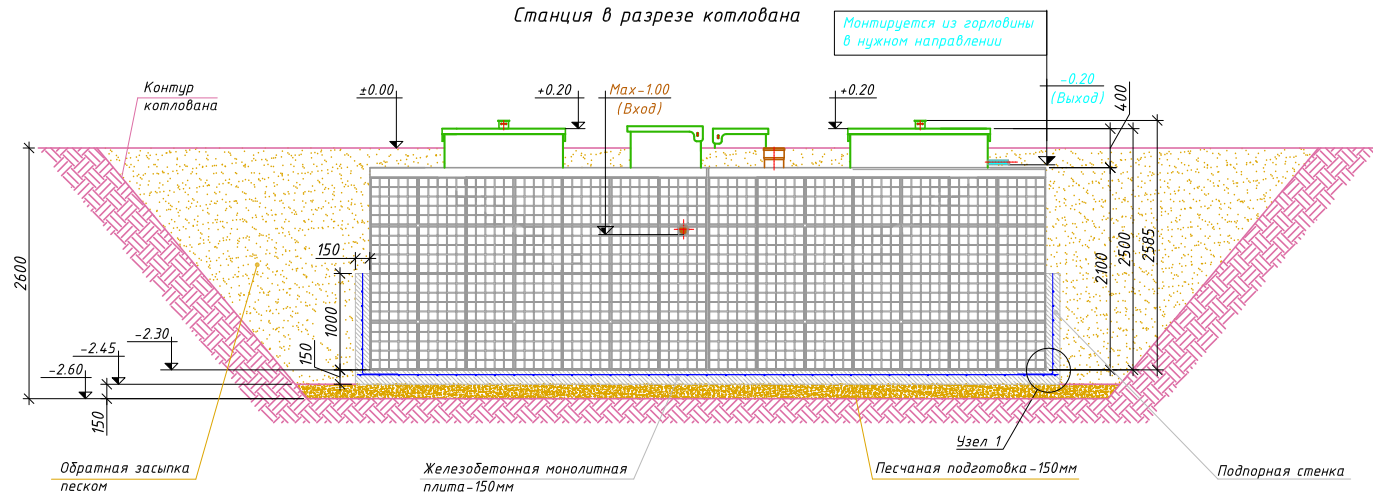 Станция в разрезе котлована
Монтируется из горловины
в нужном направлении
Контур
котлована
±0.00
+0.20
Max-1.00
(Вход)
+0.20
-0.20
(Выход)
400
2600
150
1000
150
2100
2500
2585
-2.30
-2.45
-2.60
150
Узел 1
Обратная засыпка
песком
Железобетонная монолитная
плита-150мм
Песчаная подготовка-150мм
Подпорная стенка